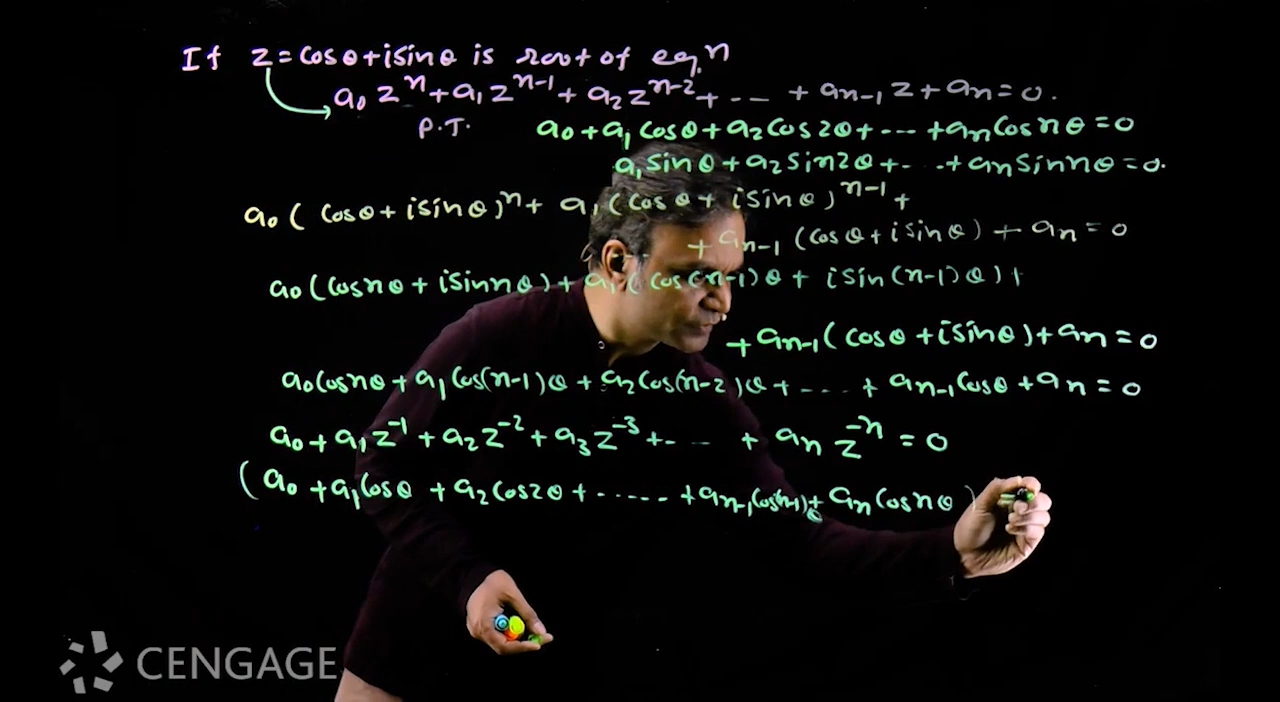 If z = cosθ + isinθ is root of eqⁿ
a₀zⁿ + a₁zⁿ⁻¹ + a₂zⁿ⁻² + ... + aₙ₋₁z + aₙ = 0.
P.T. a₀ + a₁cosθ + a₂cos2θ + ... + aₙcosnθ = 0
a₁sinθ + a₂sin2θ + ... + aₙsinnθ = 0.
a₀(cosθ + isinθ)ⁿ + a₁(cosθ + isinθ)ⁿ⁻¹ +
+ aₙ₋₁(cosθ + isinθ) + aₙ = 0
a₀(cosnθ + isinnθ) + a₁(cos(n-1)θ + isin(n-1)θ) +
+ aₙ₋₁(cosθ + isinθ) + aₙ = 0
a₀cosnθ + a₁cos(n-1)θ + a₂cos(n-2)θ + .... + aₙ₋₁cosθ + aₙ = 0
a₀ + a₁z⁻¹ + a₂z⁻² + a₃z⁻³ + .... + aₙz⁻ⁿ = 0
(a₀ + a₁cosθ + a₂cos2θ + ...... + aₙ₋₁cos(n-1)θ + aₙcosnθ)
CENGAGE